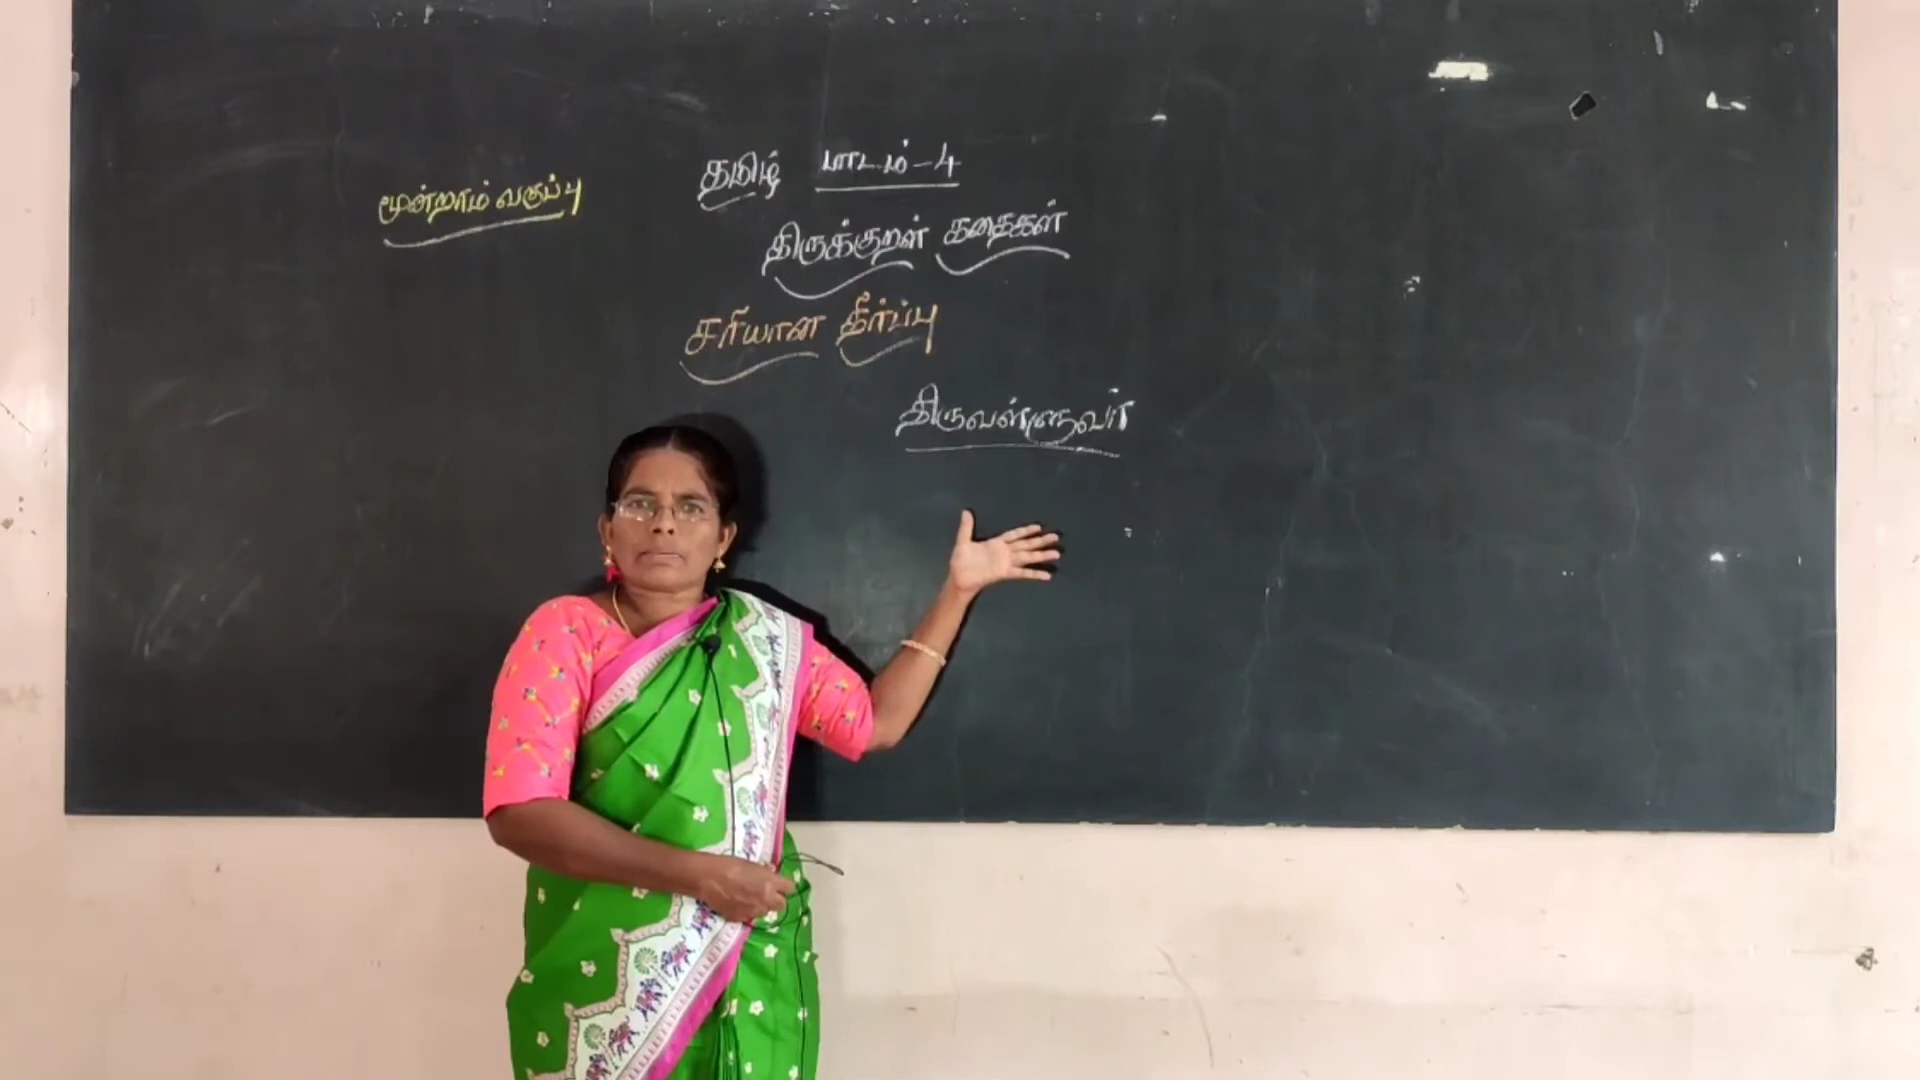 மூன்றாம் வகுப்பு
தமிழ் பாடம்-4
திருக்குறள் கதைகள்
சரியான தீர்ப்பு
திருவள்ளுவர்